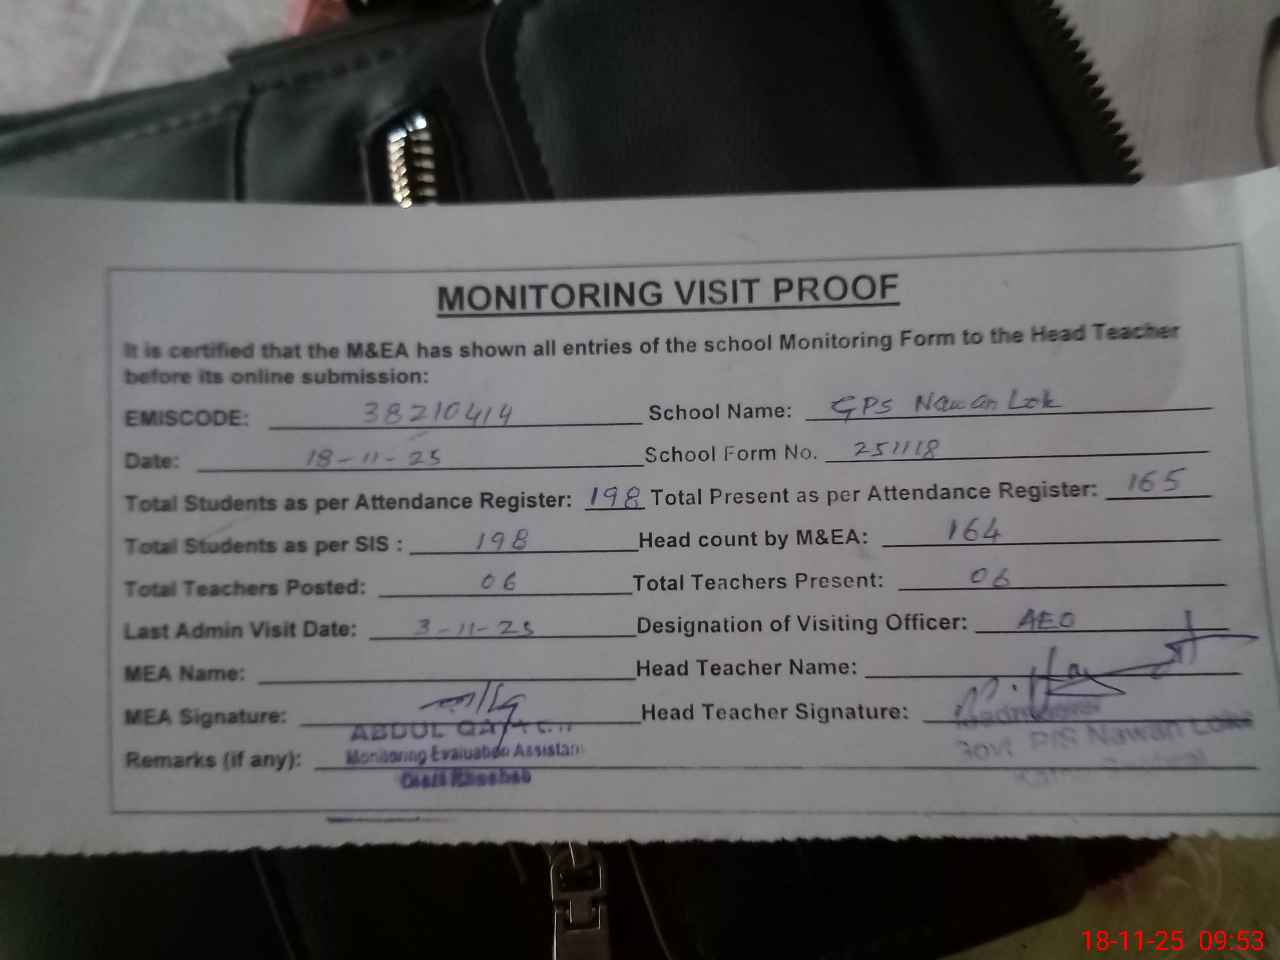 MONITORING VISIT PROOF
It is certified that the M&EA has shown all entries of the school Monitoring Form to the Head Teacher
before its online submission:
EMISCODE: 38210414 School Name: GPS Nawan Lok
Date: 18-11-25 School Form No. 251118
Total Students as per Attendance Register: 198 Total Present as per Attendance Register: 165
Total Students as per SIS : 198 Head count by M&EA: 164
Total Teachers Posted: 06 Total Teachers Present: 06
Last Admin Visit Date: 3-11-25 Designation of Visiting Officer: AEO
MEA Name: Head Teacher Name:
MEA Signature: Head Teacher Signature:
ABDUL
Remarks (if any): Monitoring Evaluation Assistant
Govt. P/S Nawan Loke
18-11-25 09:53